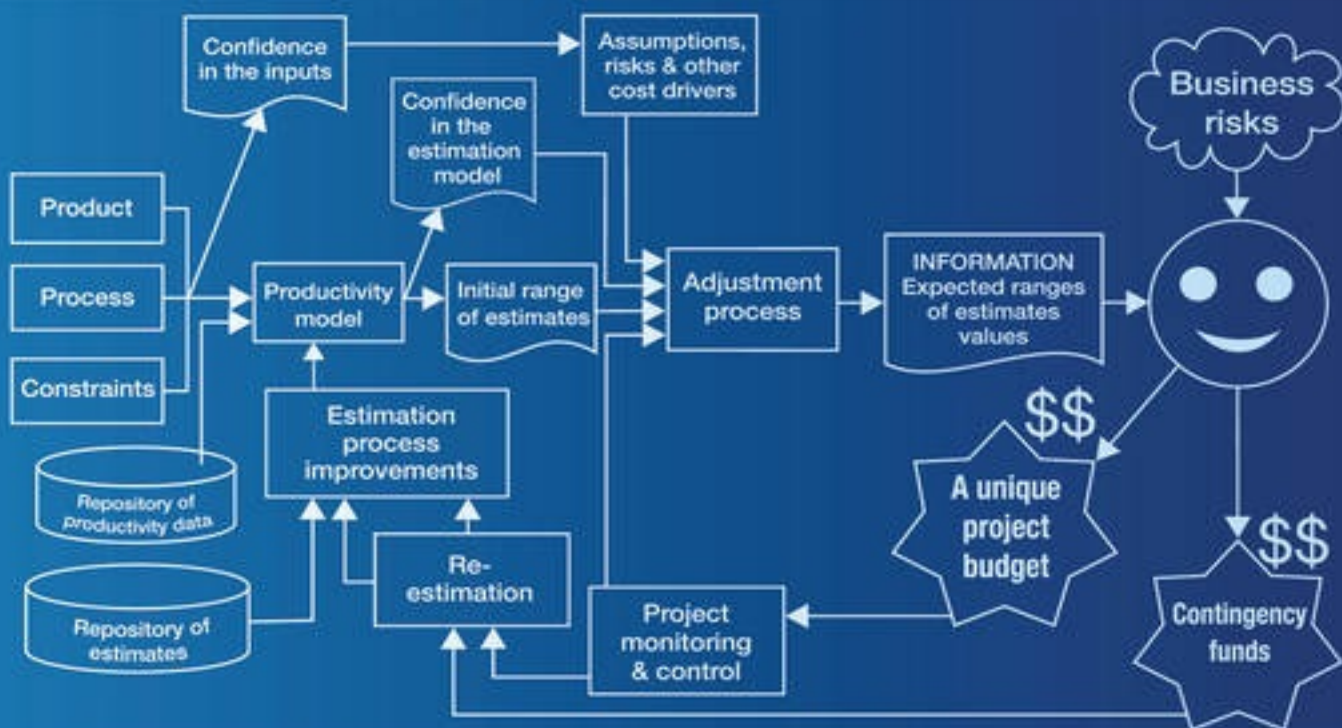 Confidence
in the inputs
Assumptions,
risks & other
cost drivers
Business
risks
Confidence
in the
estimation
model
Product
Process
Constraints
Productivity
model
Initial range
of estimates
Adjustment
process
INFORMATION
Expected ranges
of estimates
values
Estimation
process
improvements
$$
A unique
project
budget
Repository of
productivity data
Re-
estimation
Repository of
estimates
Project
monitoring
& control
$$
Contingency
funds